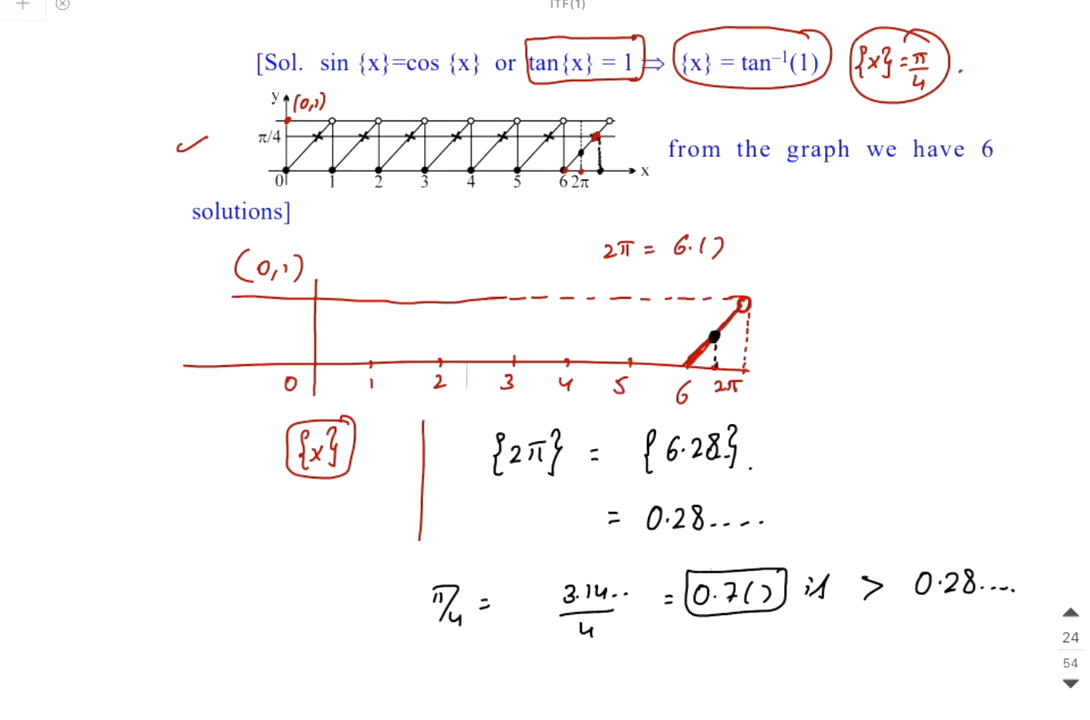 ITF(1)
[Sol. sin {x}=cos {x} or tan{x} = 1 ⇒ {x} = tan⁻¹(1) {x} = π/4 .
y (0,1)
π/4
from the graph we have 6
x
0 1 2 3 4 5 6 2π
solutions]
2π = 6.()
(0,1)
0 1 2 3 4 5 6 2π
{x} {2π} = {6.28}.
= 0.28....
π/4 = 3.14.. / 4 = 0.7() is > 0.28....
24
54